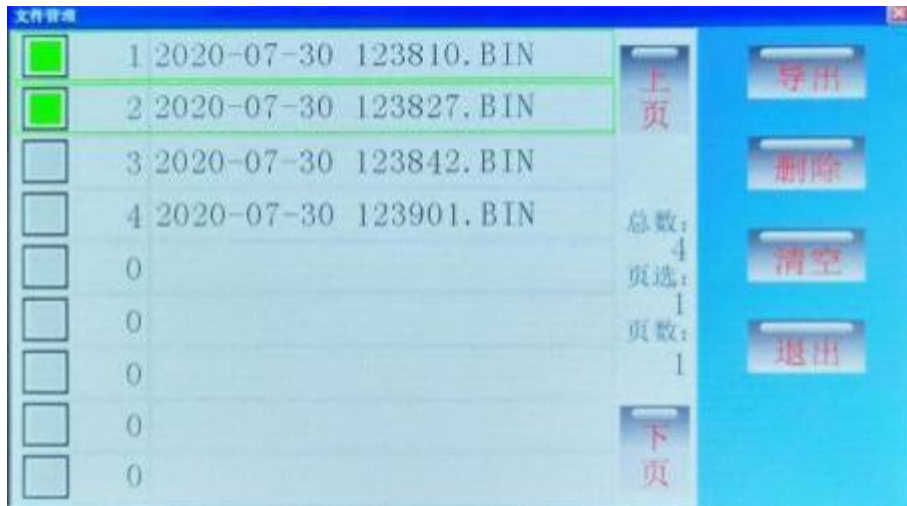 文件管理
1 2020-07-30 123810.BIN
2 2020-07-30 123827.BIN
3 2020-07-30 123842.BIN
4 2020-07-30 123901.BIN
0
0
0
0
0
上页
总数:
4
页选:
1
页数:
1
下页
导出
删除
清空
退出